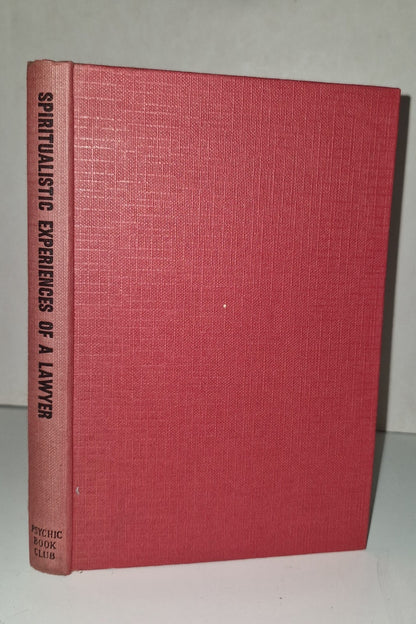 SPIRITUALISTIC EXPERIENCES OF A LAWYER
PSYCHIC
BOOK
CLUB